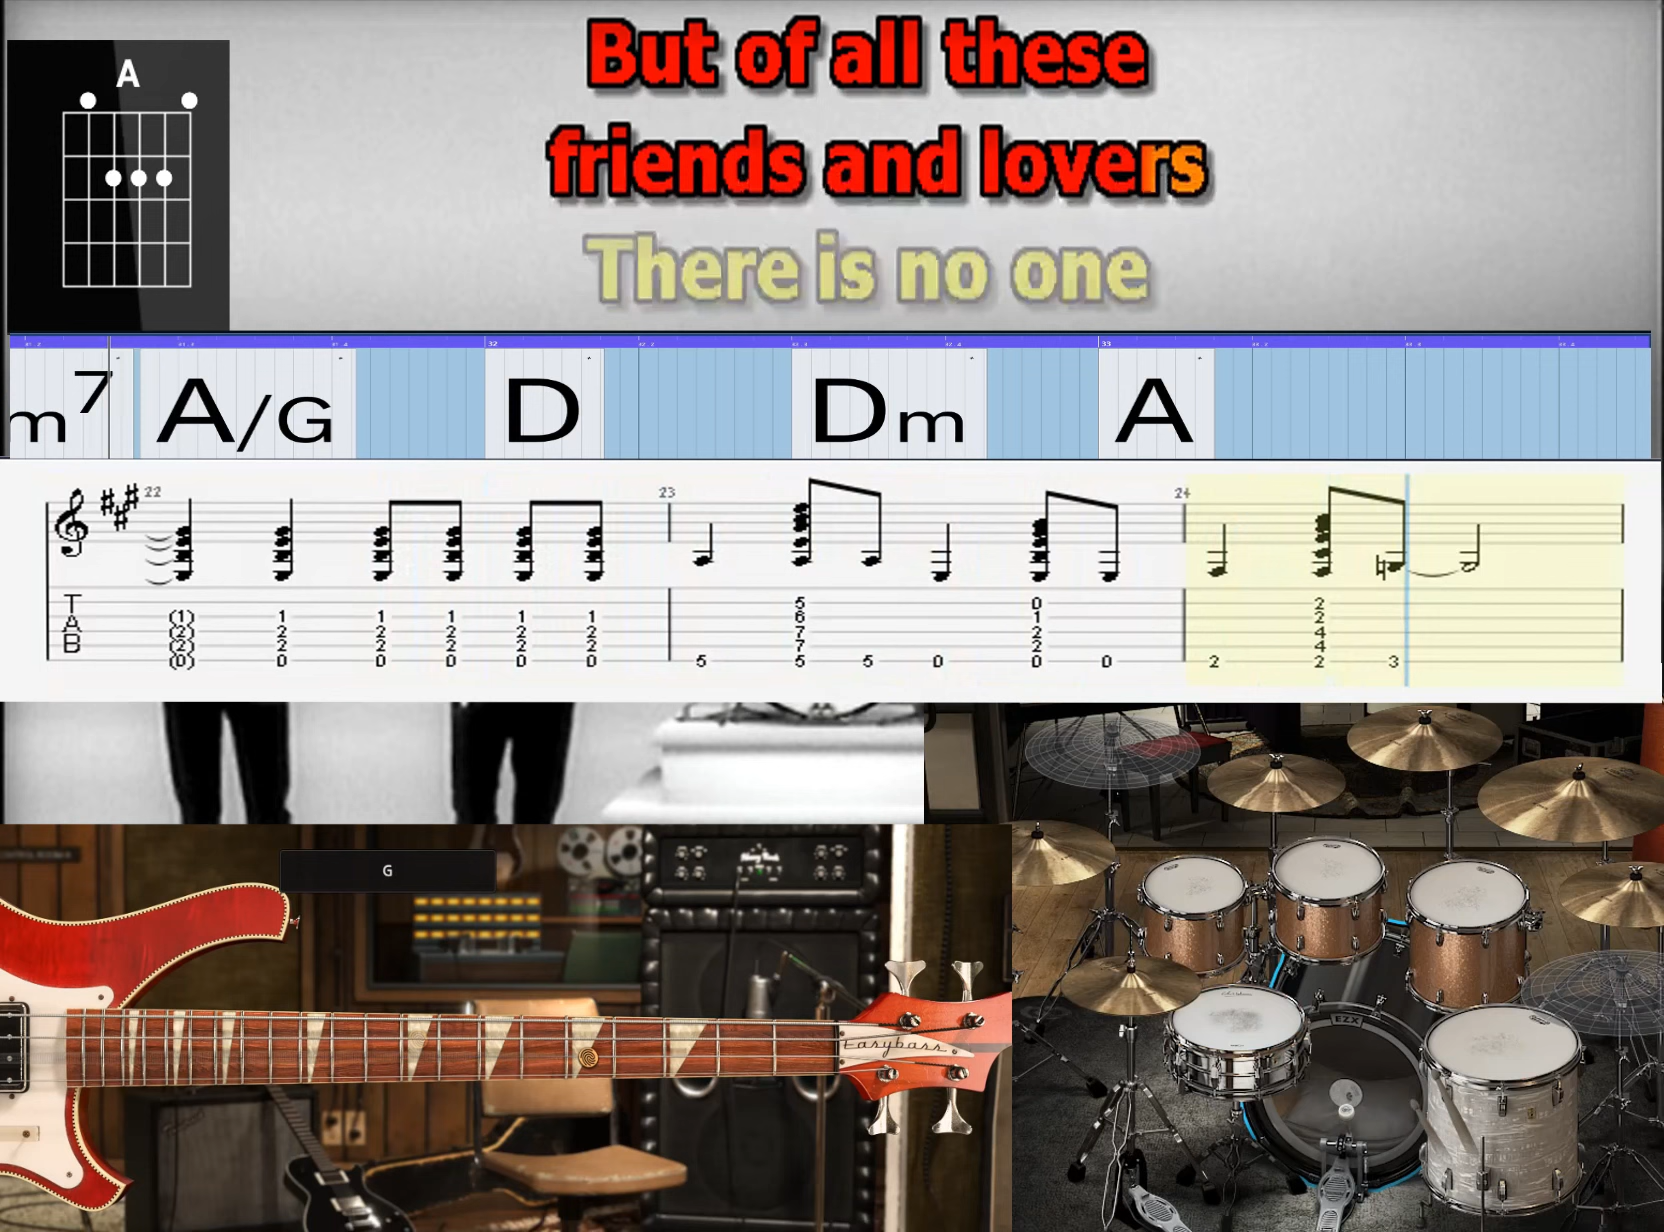 A
But of all these
friends and lovers
There is no one
32
33
m7
A/G
D
Dm
A
22
23
24
T
A
B
5 0 2
(1) 1 1 1 1 1 6 1 2
(2) 2 2 2 2 2 7 2 4
(2) 2 2 2 2 2 7 2 4
(0) 0 0 0 0 0 5 5 5 0 0 0 2 2 3
G
Easybass
EZX